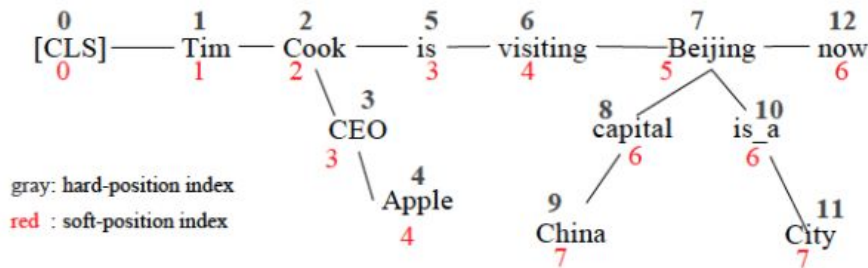 0 1 2 5 6 7 12
[CLS] Tim Cook is visiting Beijing now
0 1 2 3 4 5 6
3 8 10
CEO capital is_a
3 6 6
gray: hard-position index
4 9 11
Apple China City
red : soft-position index
4 7 7